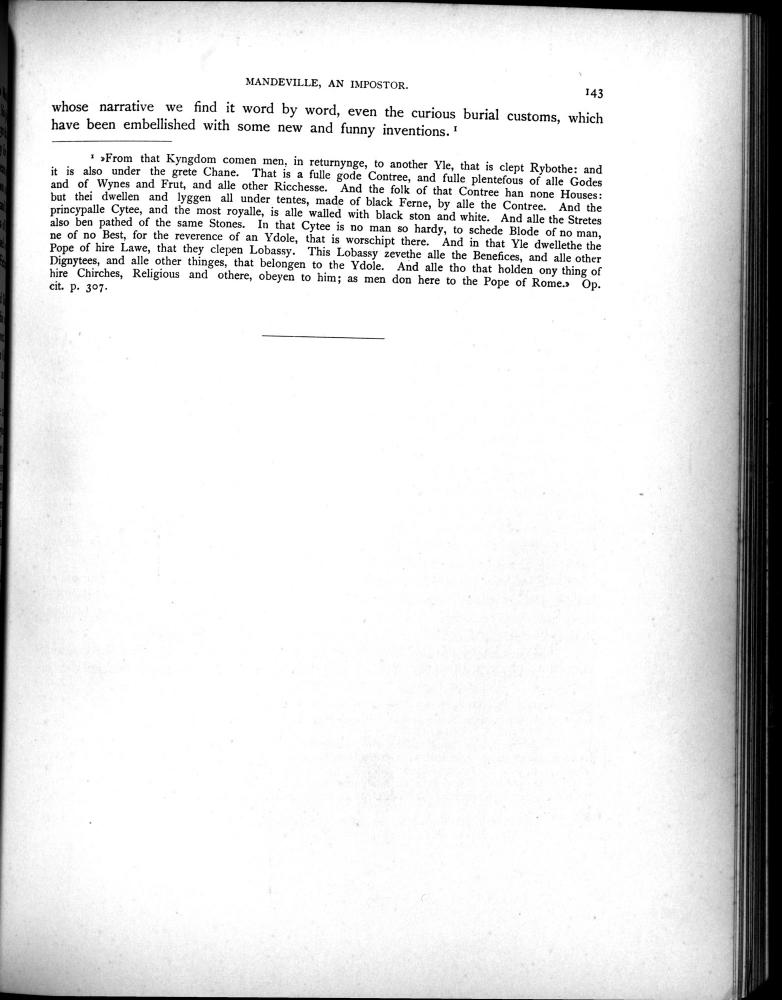 MANDEVILLE, AN IMPOSTOR.
143
whose narrative we find it word by word, even the curious burial customs, which
have been embellished with some new and funny inventions. ¹
¹ »From that Kyngdom comen men, in returnynge, to another Yle, that is clept Rybothe: and
it is also under the grete Chane. That is a fulle gode Contree, and fulle plentefous of alle Godes
and of Wynes and Frut, and alle other Ricchesse. And the folk of that Contree han none Houses:
but thei dwellen and lyggen all under tentes, made of black Ferne, by alle the Contree. And the
princypalle Cytee, and the most royalle, is alle walled with black ston and white. And alle the Stretes
also ben pathed of the same Stones. In that Cytee is no man so hardy, to schede Blode of no man,
ne of no Best, for the reverence of an Ydole, that is worschipt there. And in that Yle dwellethe the
Pope of hire Lawe, that they clepen Lobassy. This Lobassy zevethe alle the Benefices, and alle other
Dignytees, and alle other thinges, that belongen to the Ydole. And alle tho that holden ony thing of
hire Chirches, Religious and othere, obeyen to him; as men don here to the Pope of Rome.» Op.
cit. p. 307.